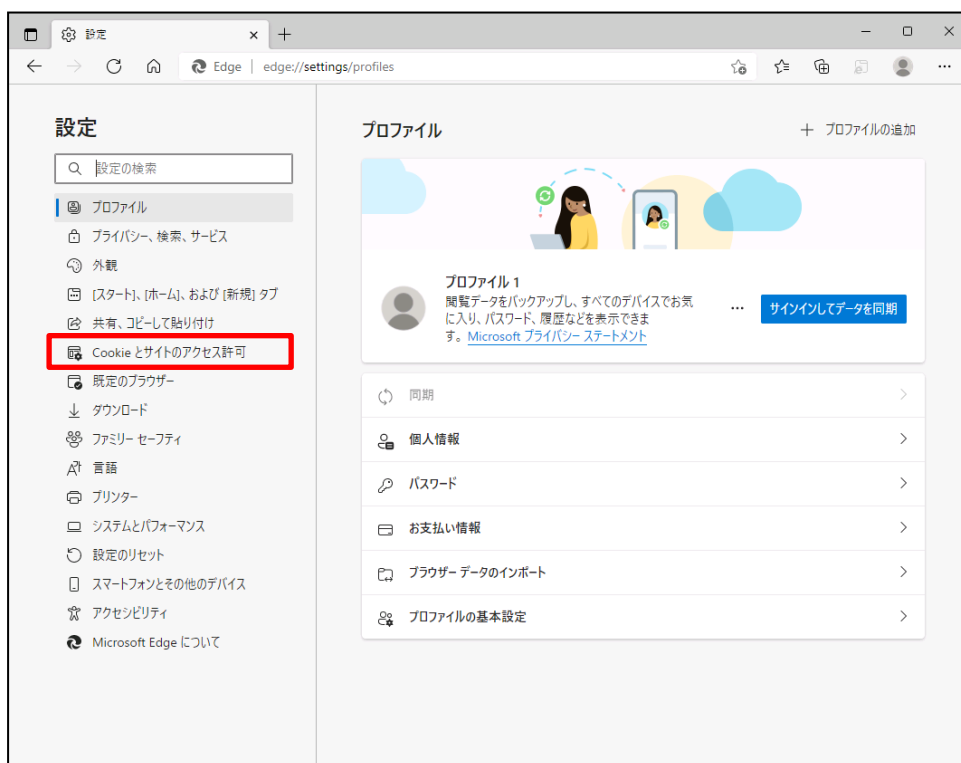 設定
Edge | edge://settings/profiles
設定
設定の検索
プロファイル
プライバシー、検索、サービス
外観
[スタート]、[ホーム]、および [新規] タブ
共有、コピーして貼り付け
Cookie とサイトのアクセス許可
既定のブラウザー
ダウンロード
ファミリー セーフティ
言語
プリンター
システムとパフォーマンス
設定のリセット
スマートフォンとその他のデバイス
アクセシビリティ
Microsoft Edge について
プロファイル
プロファイルの追加
プロファイル 1
閲覧データをバックアップし、すべてのデバイスでお気
に入り、パスワード、履歴などを表示できま
す。Microsoft プライバシー ステートメント
サインインしてデータを同期
同期
個人情報
パスワード
お支払い情報
ブラウザー データのインポート
プロファイルの基本設定